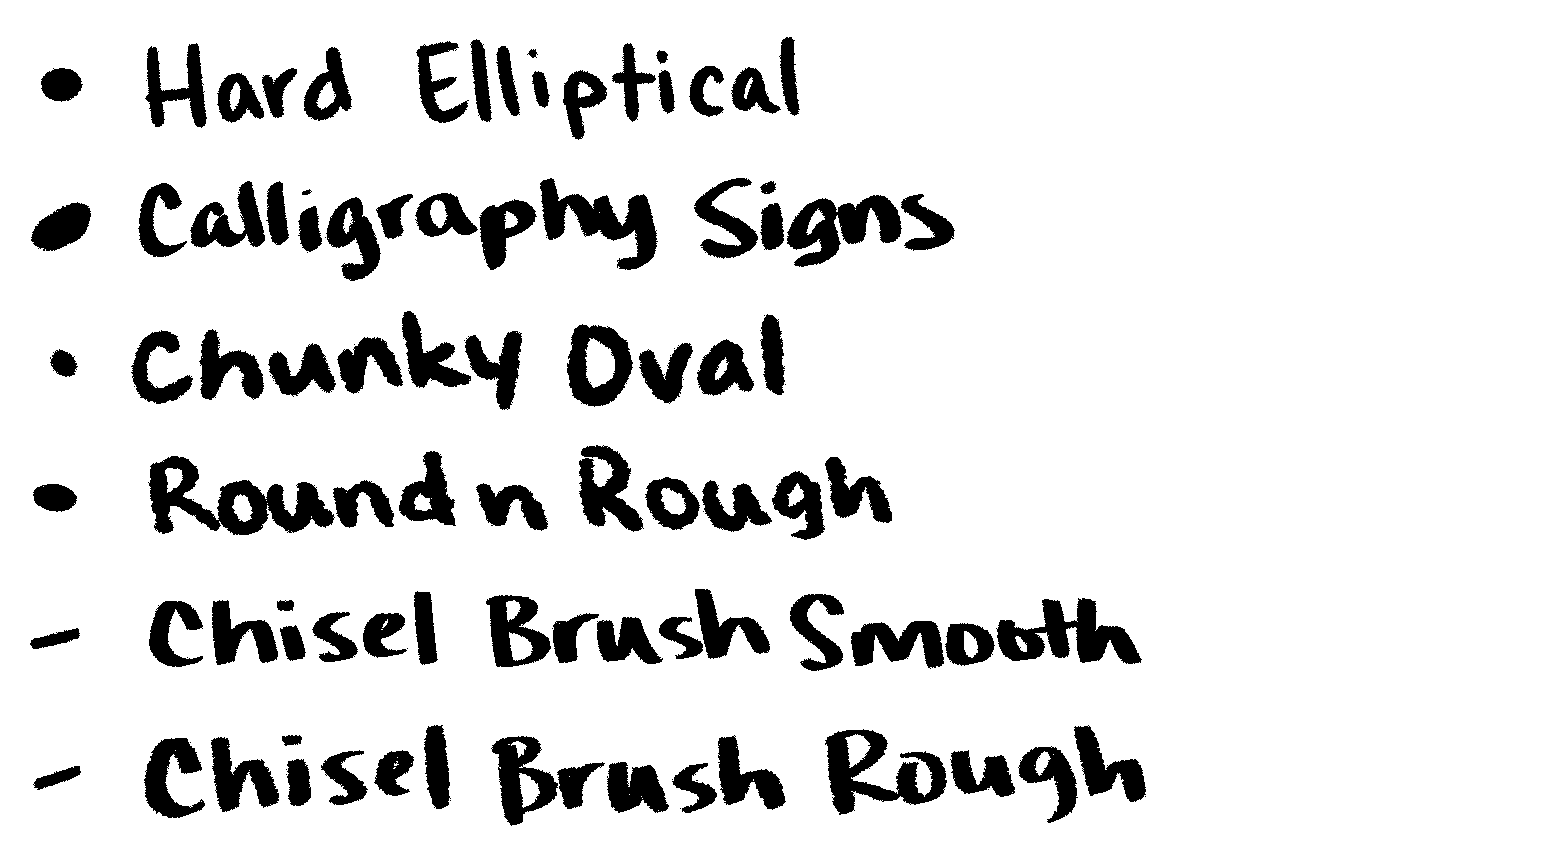 Hard Elliptical
Calligraphy Signs
Chunky Oval
Round n Rough
Chisel Brush Smooth
Chisel Brush Rough